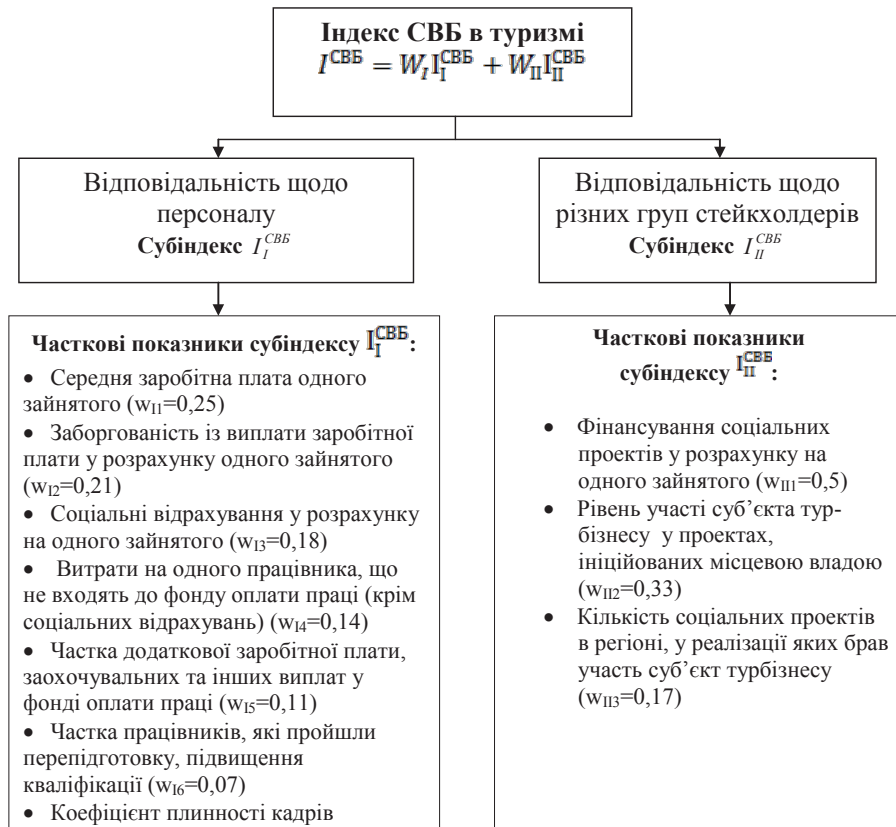 Індекс СВБ в туризмі
I^СВБ = W_I I_I^СВБ + W_II I_II^СВБ
Відповідальність щодо
персоналу
Субіндекс I_I^СВБ
Відповідальність щодо
різних груп стейкхолдерів
Субіндекс I_II^СВБ
Часткові показники субіндексу I_I^СВБ:
• Середня заробітна плата одного
зайнятого (w_I1=0,25)
• Заборгованість із виплати заробітної
плати у розрахунку одного зайнятого
(w_I2=0,21)
• Соціальні відрахування у розрахунку
на одного зайнятого (w_I3=0,18)
• Витрати на одного працівника, що
не входять до фонду оплати праці (крім
соціальних відрахувань) (w_I4=0,14)
• Частка додаткової заробітної плати,
заохочувальних та інших виплат у
фонді оплати праці (w_I5=0,11)
• Частка працівників, які пройшли
перепідготовку, підвищення
кваліфікації (w_I6=0,07)
• Коефіцієнт плинності кадрів
Часткові показники
субіндексу I_II^СВБ:
• Фінансування соціальних
проектів у розрахунку на
одного зайнятого (w_II1=0,5)
• Рівень участі суб’єкта тур-
бізнесу у проектах,
ініційованих місцевою владою
(w_II2=0,33)
• Кількість соціальних проектів
в регіоні, у реалізації яких брав
участь суб’єкт турбізнесу
(w_II3=0,17)